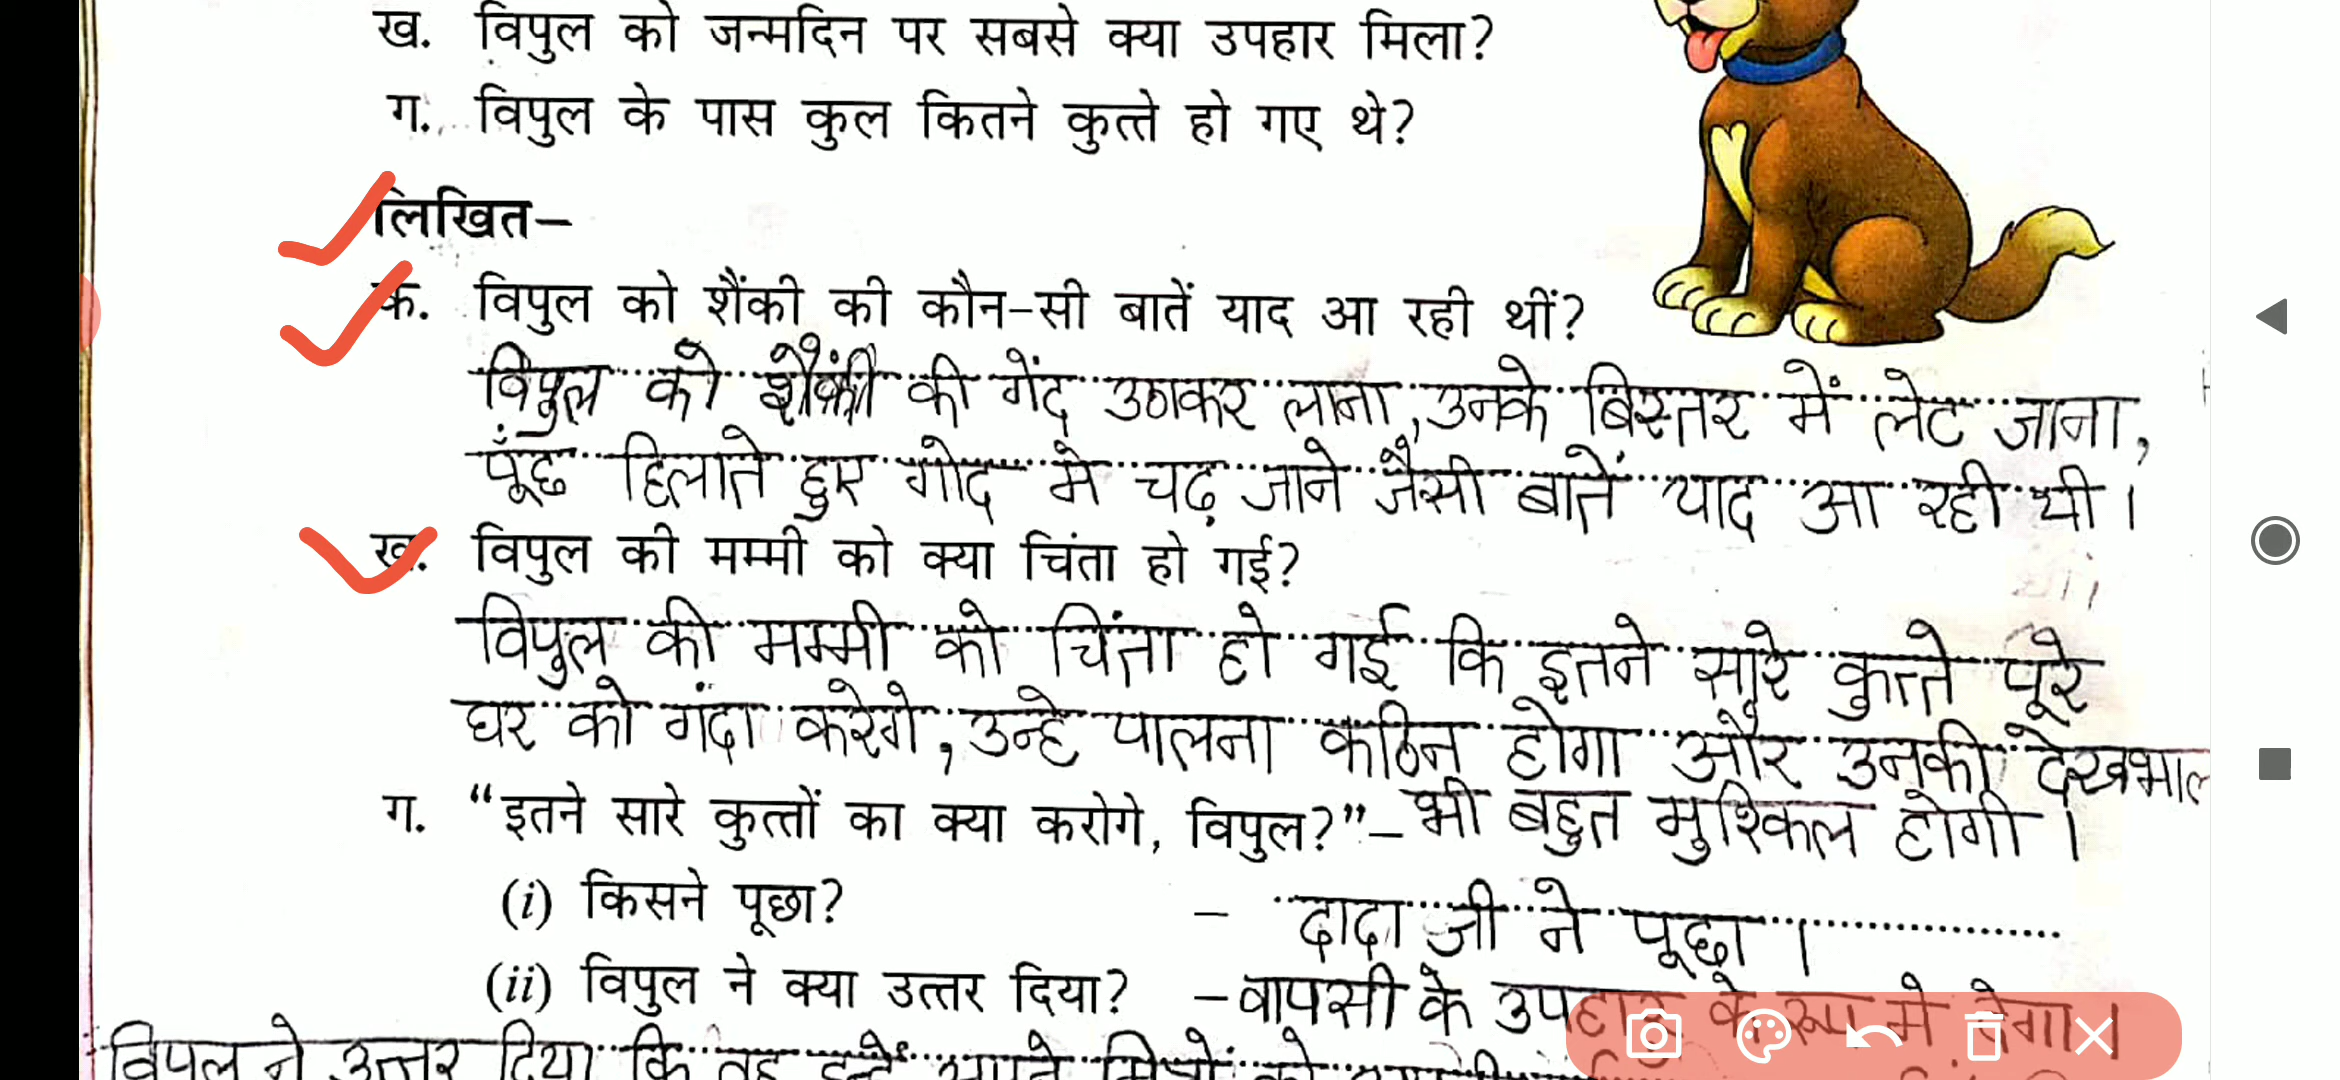 ख. विपुल को जन्मदिन पर सबसे क्या उपहार मिला?
ग. विपुल के पास कुल कितने कुत्ते हो गए थे?
लिखित–
क. विपुल को शैंकी की कौन-सी बातें याद आ रही थीं?
विपुल को शैंकी की गेंद उठाकर लाना, उनके बिस्तर में लेट जाना,
पूँछ हिलाते हुए गोद मे चढ़ जाने जैसी बातें याद आ रही थी।
ख. विपुल की मम्मी को क्या चिंता हो गई?
विपुल की मम्मी को चिंता हो गई कि इतने सारे कुत्ते पूरे
घर को गंदा करेगे, उन्हे पालना कठिन होगा और उनकी देखभाल
ग. “इतने सारे कुत्तों का क्या करोगे, विपुल?”– भी बहुत मुश्किल होगी।
(i) किसने पूछा? – दादा जी ने पूछा।
(ii) विपुल ने क्या उत्तर दिया? – वापसी के उपहार के रूप मे देगा।
विपुल ने उत्तर दिया कि वह इन्हें अपने मित्रों को